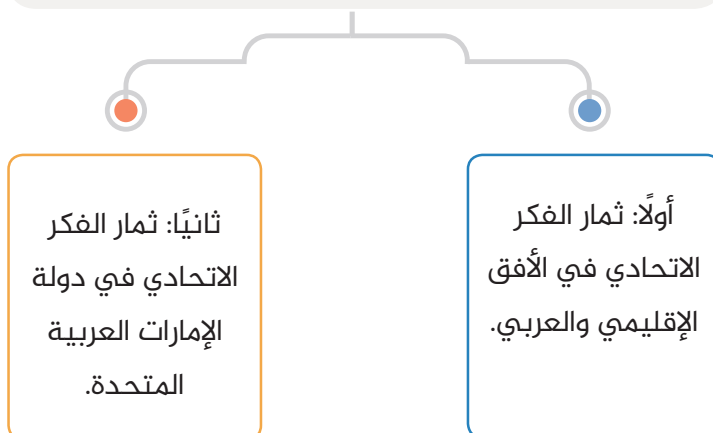 أولًا: ثمار الفكر
الاتحادي في الأفق
الإقليمي والعربي.
ثانيًا: ثمار الفكر
الاتحادي في دولة
الإمارات العربية
المتحدة.